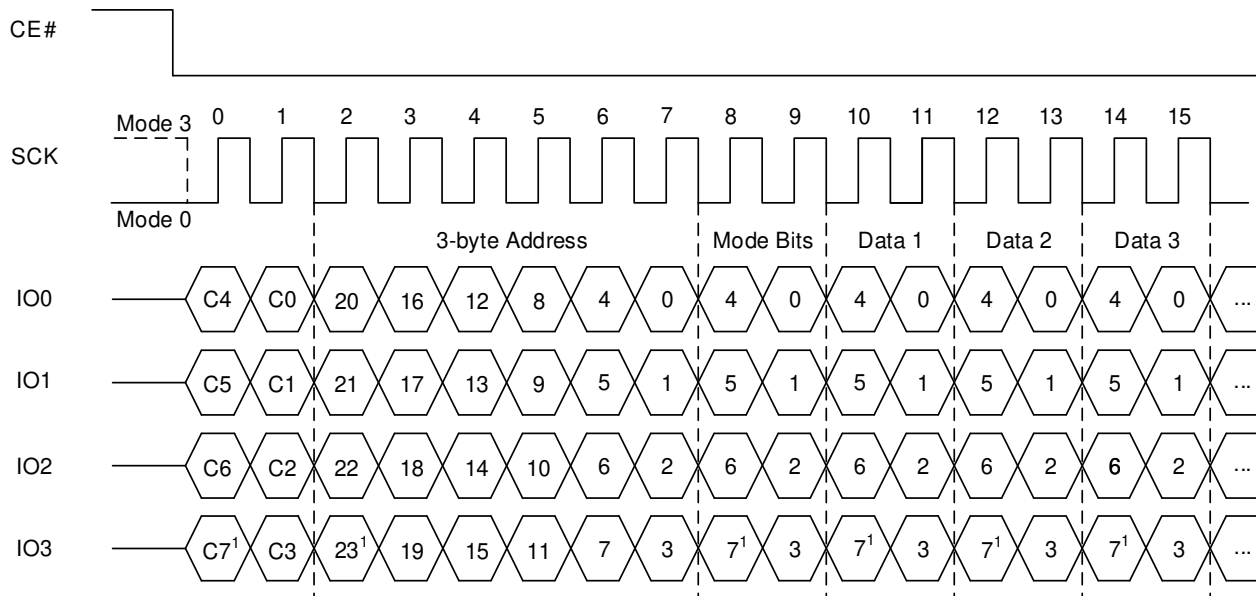 CE#
Mode 3 0 1 2 3 4 5 6 7 8 9 10 11 12 13 14 15
SCK
Mode 0
3-byte Address Mode Bits Data 1 Data 2 Data 3
IO0 C4 C0 20 16 12 8 4 0 4 0 4 0 4 0 4 0 ...
IO1 C5 C1 21 17 13 9 5 1 5 1 5 1 5 1 5 1 ...
IO2 C6 C2 22 18 14 10 6 2 6 2 6 2 6 2 6 2 ...
IO3 C7¹ C3 23¹ 19 15 11 7 3 7¹ 3 7¹ 3 7¹ 3 7¹ 3 ...